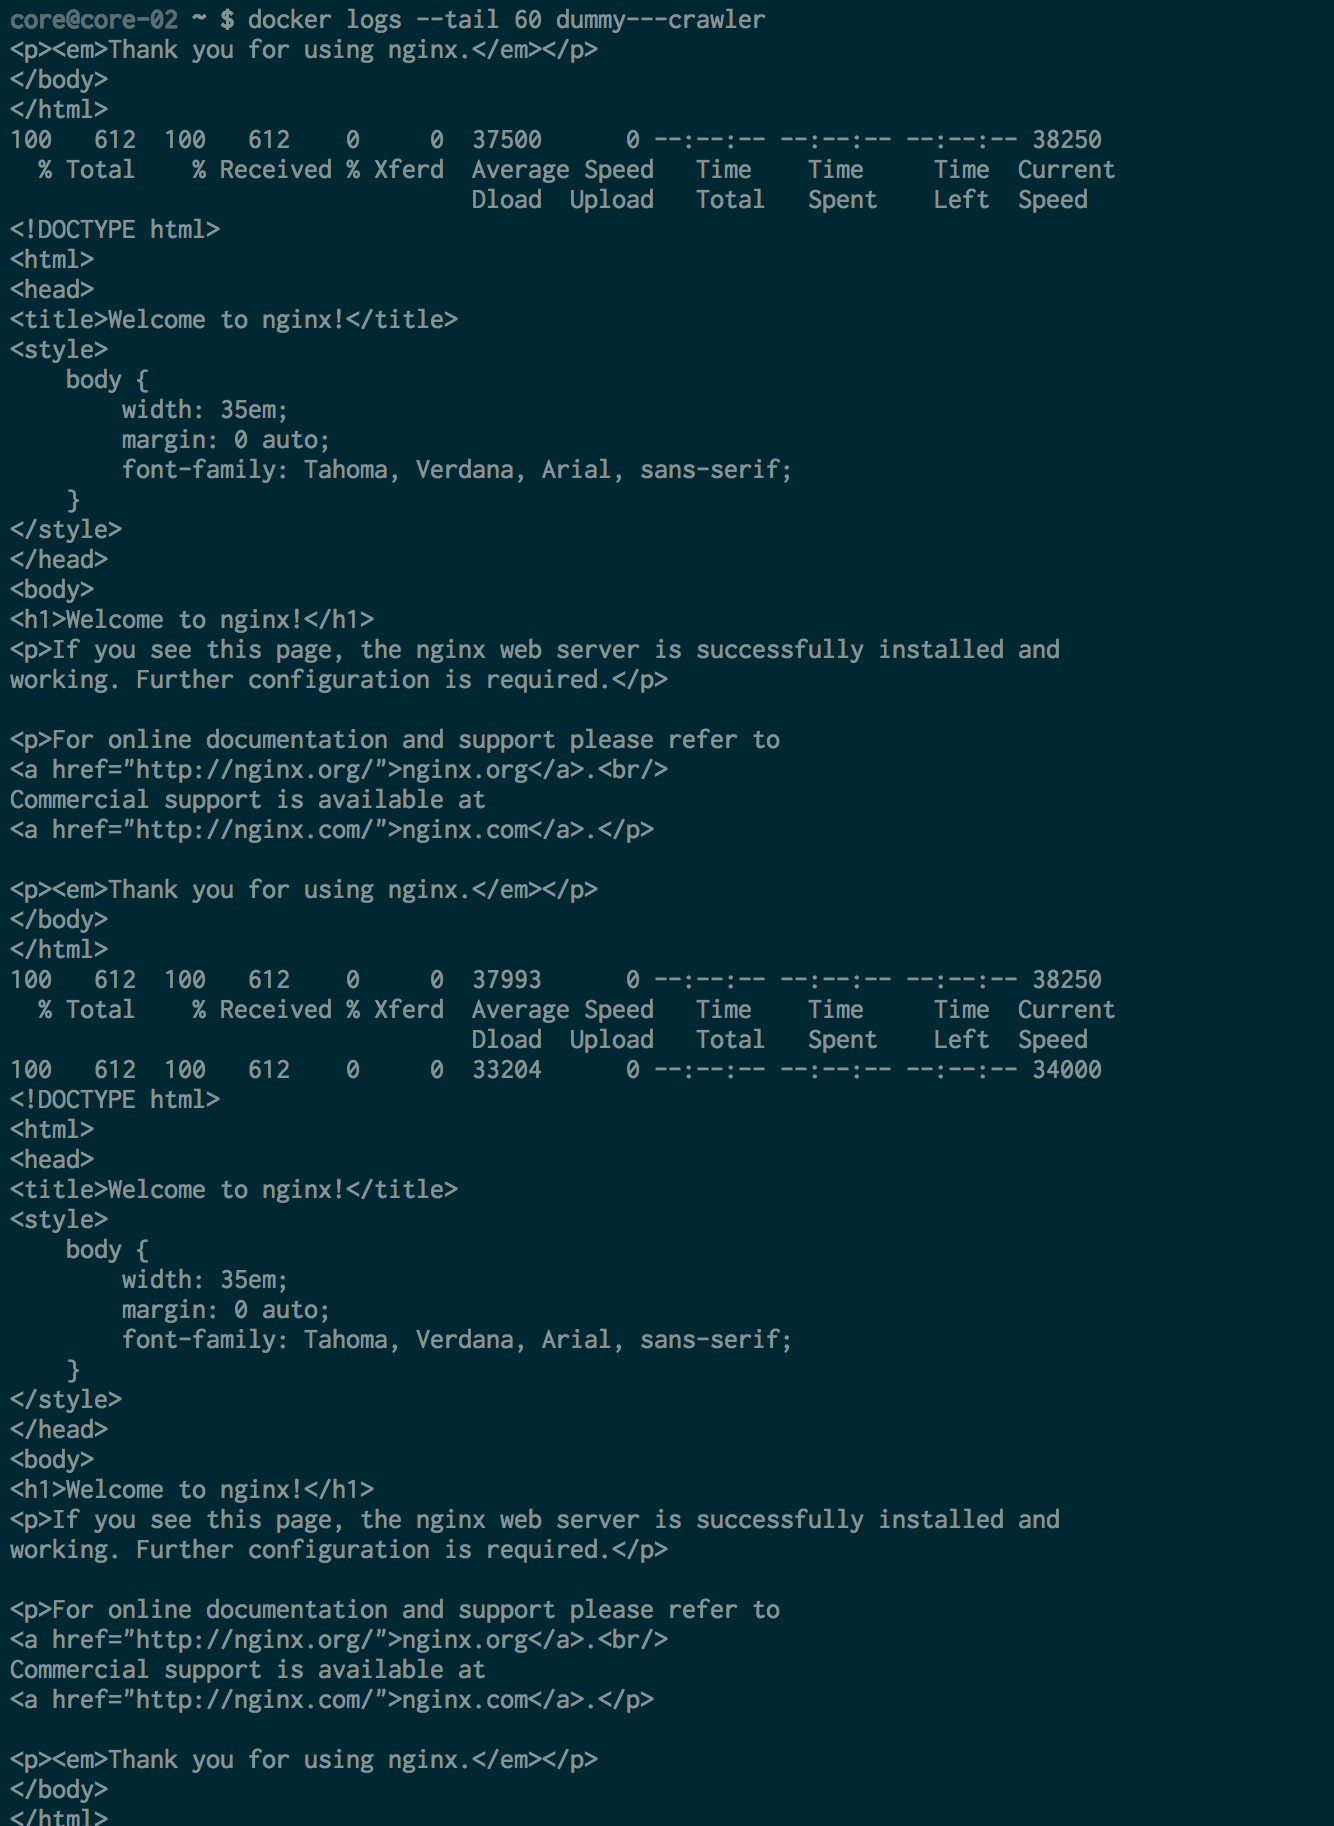 core@core-02 ~ $ docker logs --tail 60 dummy---crawler
<p><em>Thank you for using nginx.</em></p>
</body>
</html>
100   612  100   612    0     0  37500      0 --:--:-- --:--:-- --:--:-- 38250
  % Total    % Received % Xferd  Average Speed   Time    Time     Time  Current
                                 Dload  Upload   Total   Spent    Left  Speed
<!DOCTYPE html>
<html>
<head>
<title>Welcome to nginx!</title>
<style>
    body {
        width: 35em;
        margin: 0 auto;
        font-family: Tahoma, Verdana, Arial, sans-serif;
    }
</style>
</head>
<body>
<h1>Welcome to nginx!</h1>
<p>If you see this page, the nginx web server is successfully installed and
working. Further configuration is required.</p>

<p>For online documentation and support please refer to
<a href="http://nginx.org/">nginx.org</a>.<br/>
Commercial support is available at
<a href="http://nginx.com/">nginx.com</a>.</p>

<p><em>Thank you for using nginx.</em></p>
</body>
</html>
100   612  100   612    0     0  37993      0 --:--:-- --:--:-- --:--:-- 38250
  % Total    % Received % Xferd  Average Speed   Time    Time     Time  Current
                                 Dload  Upload   Total   Spent    Left  Speed
100   612  100   612    0     0  33204      0 --:--:-- --:--:-- --:--:-- 34000
<!DOCTYPE html>
<html>
<head>
<title>Welcome to nginx!</title>
<style>
    body {
        width: 35em;
        margin: 0 auto;
        font-family: Tahoma, Verdana, Arial, sans-serif;
    }
</style>
</head>
<body>
<h1>Welcome to nginx!</h1>
<p>If you see this page, the nginx web server is successfully installed and
working. Further configuration is required.</p>

<p>For online documentation and support please refer to
<a href="http://nginx.org/">nginx.org</a>.<br/>
Commercial support is available at
<a href="http://nginx.com/">nginx.com</a>.</p>

<p><em>Thank you for using nginx.</em></p>
</body>
</html>